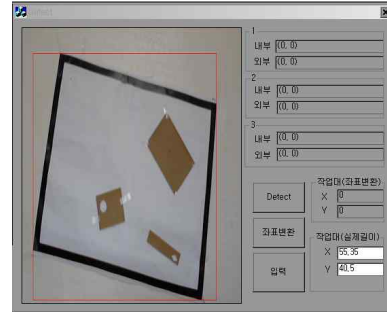 Detect
1
내부 (0, 0)
외부 (0, 0)
2
내부 (0, 0)
외부 (0, 0)
3
내부 (0, 0)
외부 (0, 0)
Detect
좌표변환
입력
작업대(좌표변환)
X 0
Y 0
작업대(실제길이)
X 55,35
Y 40,5